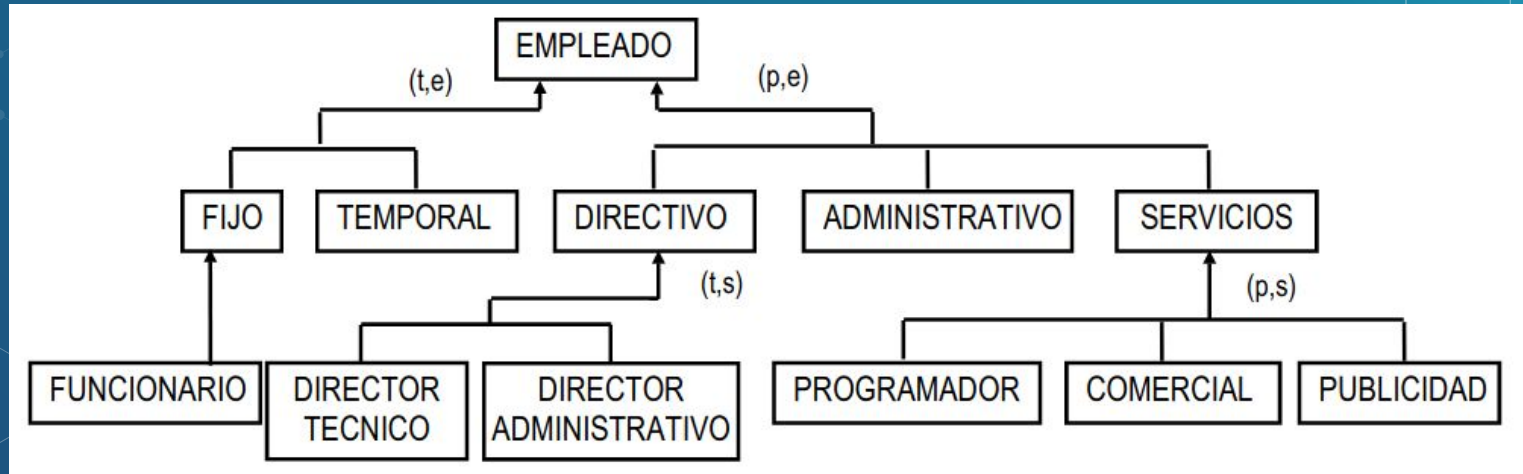 EMPLEADO
(t,e)
(p,e)
FIJO
TEMPORAL
DIRECTIVO
ADMINISTRATIVO
SERVICIOS
(t,s)
(p,s)
FUNCIONARIO
DIRECTOR
TECNICO
DIRECTOR
ADMINISTRATIVO
PROGRAMADOR
COMERCIAL
PUBLICIDAD